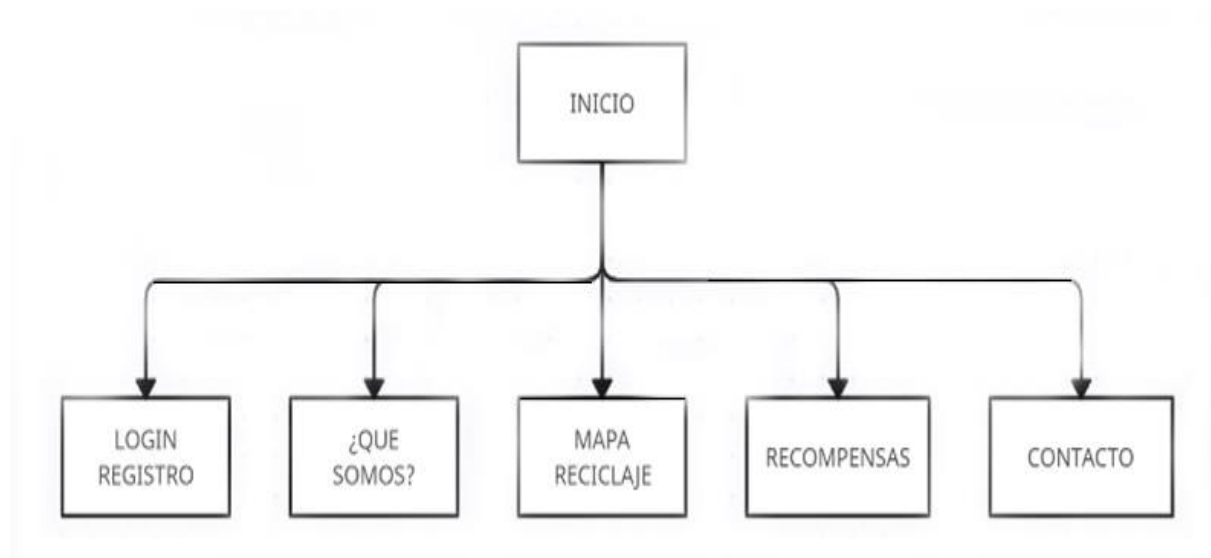 INICIO
LOGIN
REGISTRO
¿QUE
SOMOS?
MAPA
RECICLAJE
RECOMPENSAS
CONTACTO